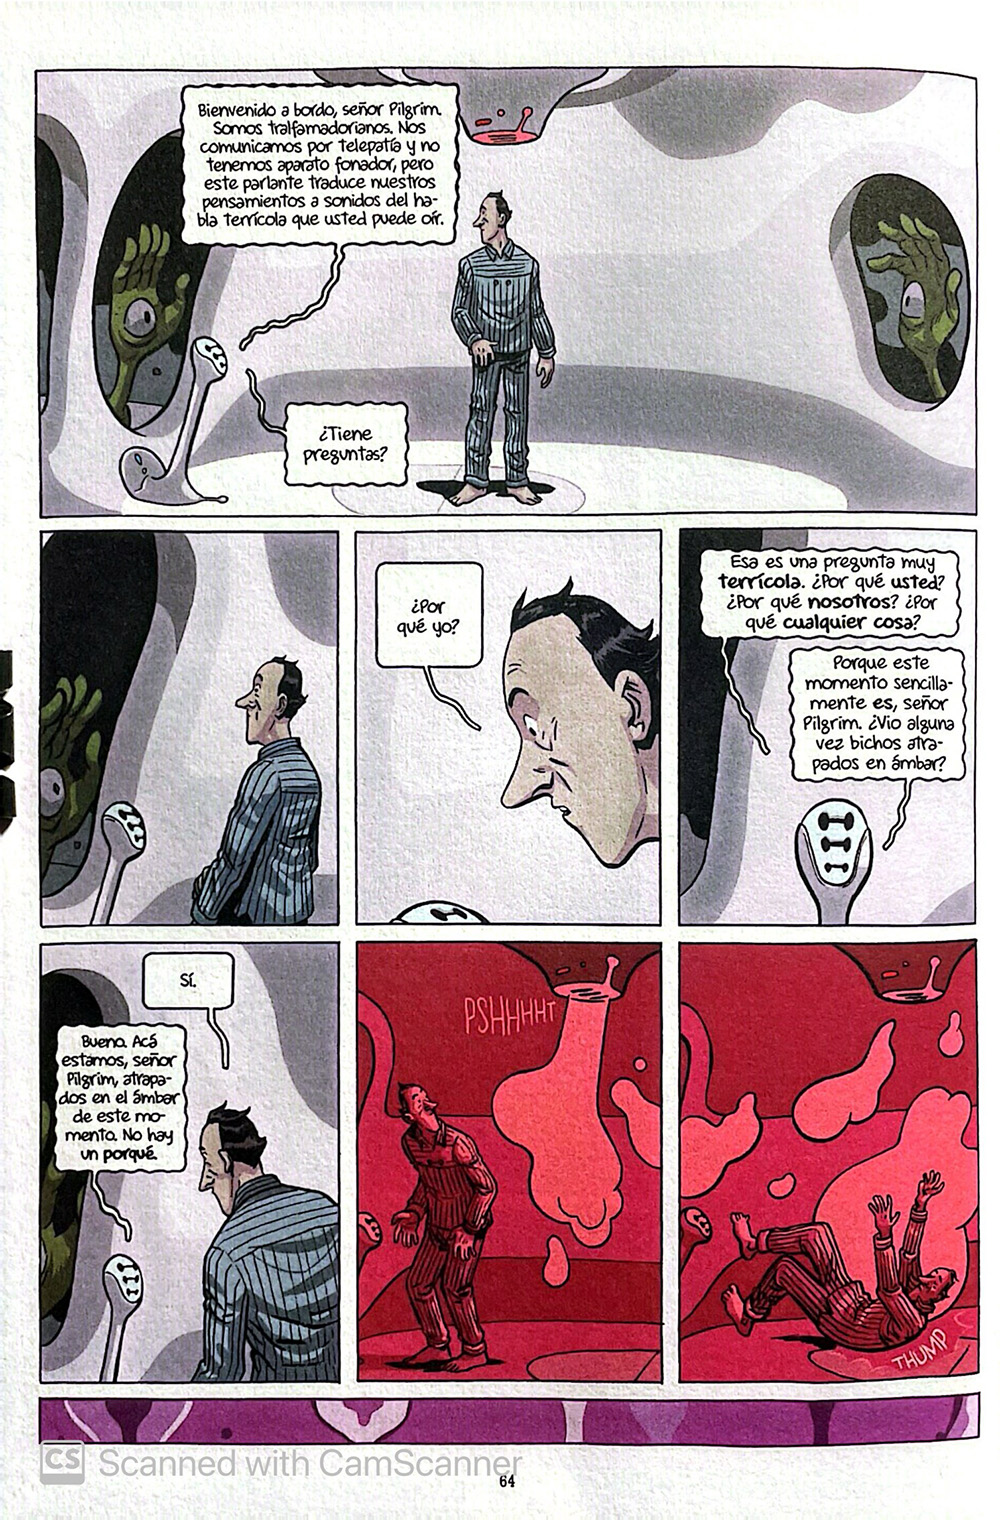 Bienvenido a bordo, señor Pilgrim.
Somos tralfamadorianos. Nos
comunicamos por telepatía y no
tenemos aparato fonador, pero
este parlante traduce nuestros
pensamientos a sonidos del ha-
bla terrícola que usted puede oír.
¿Tiene
preguntas?
¿Por
qué yo?
Esa es una pregunta muy
terrícola. ¿Por qué usted?
¿Por qué nosotros? ¿Por
qué cualquier cosa?
Porque este
momento sencilla-
mente es, señor
Pilgrim. ¿Vio alguna
vez bichos atra-
pados en ámbar?
Sí.
Bueno. Acá
estamos, señor
Pilgrim, atrapa-
dos en el ámbar
de este mo-
mento. No hay
un porqué.
PSHHHHT
THUMP
CS Scanned with CamScanner
64